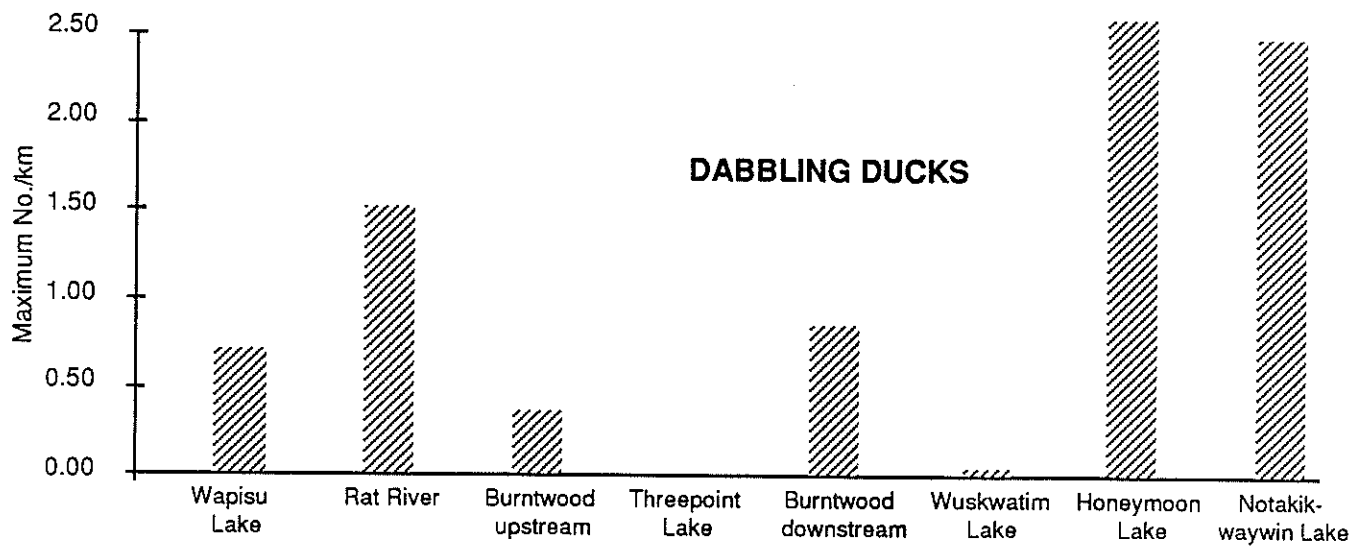 2.50
2.00
1.50
1.00
0.50
0.00
Maximum No./km
DABBLING DUCKS
Wapisu
Lake
Rat River
Burntwood
upstream
Threepoint
Lake
Burntwood
downstream
Wuskwatim
Lake
Honeymoon
Lake
Notakik-
waywin Lake